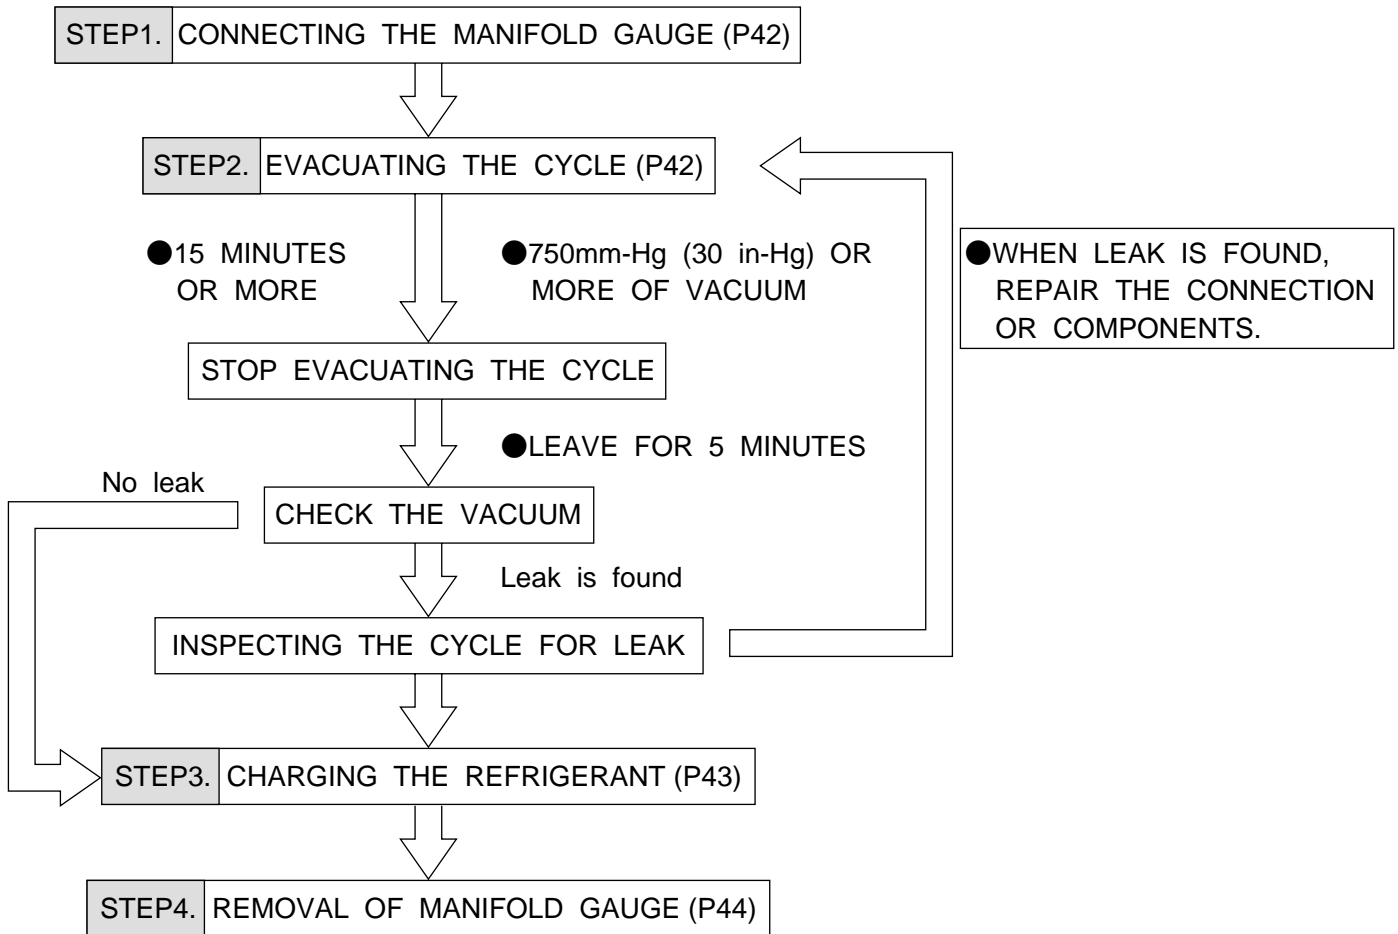 STEP1. CONNECTING THE MANIFOLD GAUGE (P42)
STEP2. EVACUATING THE CYCLE (P42)
●15 MINUTES
OR MORE
●750mm-Hg (30 in-Hg) OR
MORE OF VACUUM
●WHEN LEAK IS FOUND,
REPAIR THE CONNECTION
OR COMPONENTS.
STOP EVACUATING THE CYCLE
●LEAVE FOR 5 MINUTES
No leak
CHECK THE VACUUM
Leak is found
INSPECTING THE CYCLE FOR LEAK
STEP3. CHARGING THE REFRIGERANT (P43)
STEP4. REMOVAL OF MANIFOLD GAUGE (P44)